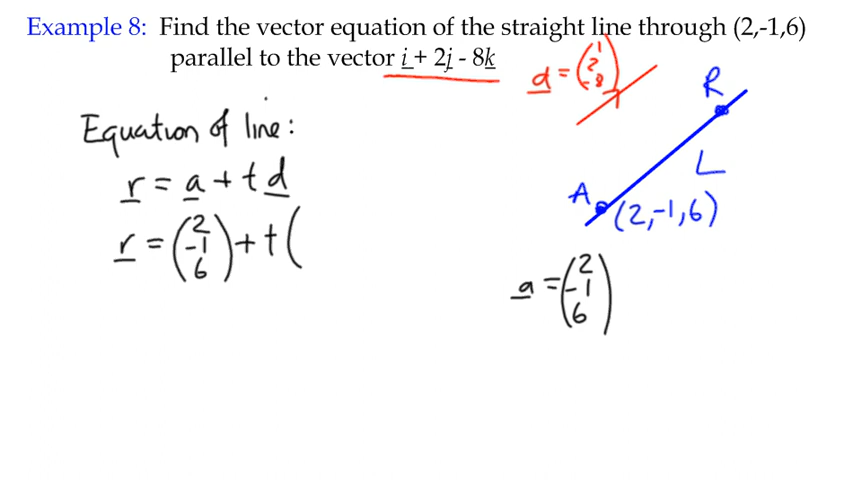 Example 8: Find the vector equation of the straight line through (2,-1,6)
parallel to the vector i + 2j - 8k
d = (1
2
-8)
R
Equation of line:
r = a + t d
L
A
(2,-1,6)
r = (2
-1
6) + t (
a = (2
-1
6)